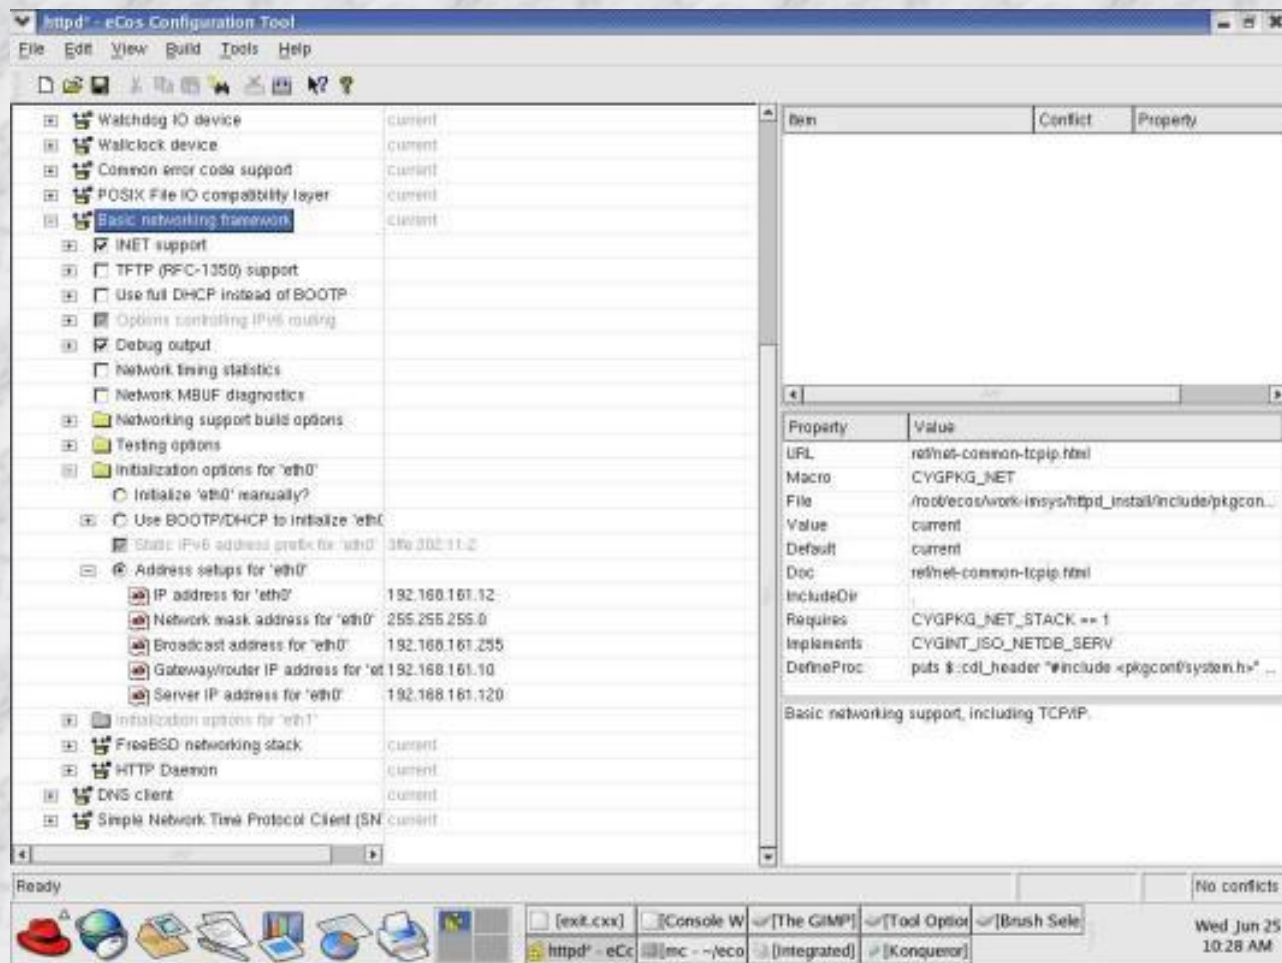 httpd* - eCos Configuration Tool
File Edit View Build Tools Help
Watchdog IO device current
Wallclock device current
Common error code support current
POSIX File IO compatibility layer current
Basic networking framework current
INET support
TFTP (RFC-1350) support
Use full DHCP instead of BOOTP
Options controlling IPv6 routing
Debug output
Network timing statistics
Network MBUF diagnostics
Networking support build options
Testing options
Initialization options for 'eth0'
Initialize 'eth0' manually?
Use BOOTP/DHCP to initialize 'eth0
Static IPv6 address prefix for 'eth0'
Address setups for 'eth0'
IP address for 'eth0' 192.168.161.12
Network mask address for 'eth0' 255.255.255.0
Broadcast address for 'eth0' 192.168.161.255
Gateway/router IP address for 'et 192.168.161.10
Server IP address for 'eth0' 192.168.161.120
Initialization options for 'eth1'
FreeBSD networking stack current
HTTP Daemon current
DNS client current
Simple Network Time Protocol Client (SN current
Item Conflict Property
Property Value
URL ref/net-common-tcpip.html
Macro CYGPKG_NET
File /root/ecos/work-imsys/httpd_install/include/pkgcon...
Value current
Default current
Doc ref/net-common-tcpip.html
IncludeDir .
Requires CYGPKG_NET_STACK == 1
Implements CYGINT_ISO_NETDB_SERV
DefineProc puts $::cdl_header "#include <pkgconf/system.h>" ...
Basic networking support, including TCP/IP.
Ready No conflicts
[exit.cxx] [Console W [The GIMP] [Tool Option [Brush Sele
httpd* - eCc [mc - ~/eco [Integrated] [Konqueror]
Wed Jun 25
10:28 AM